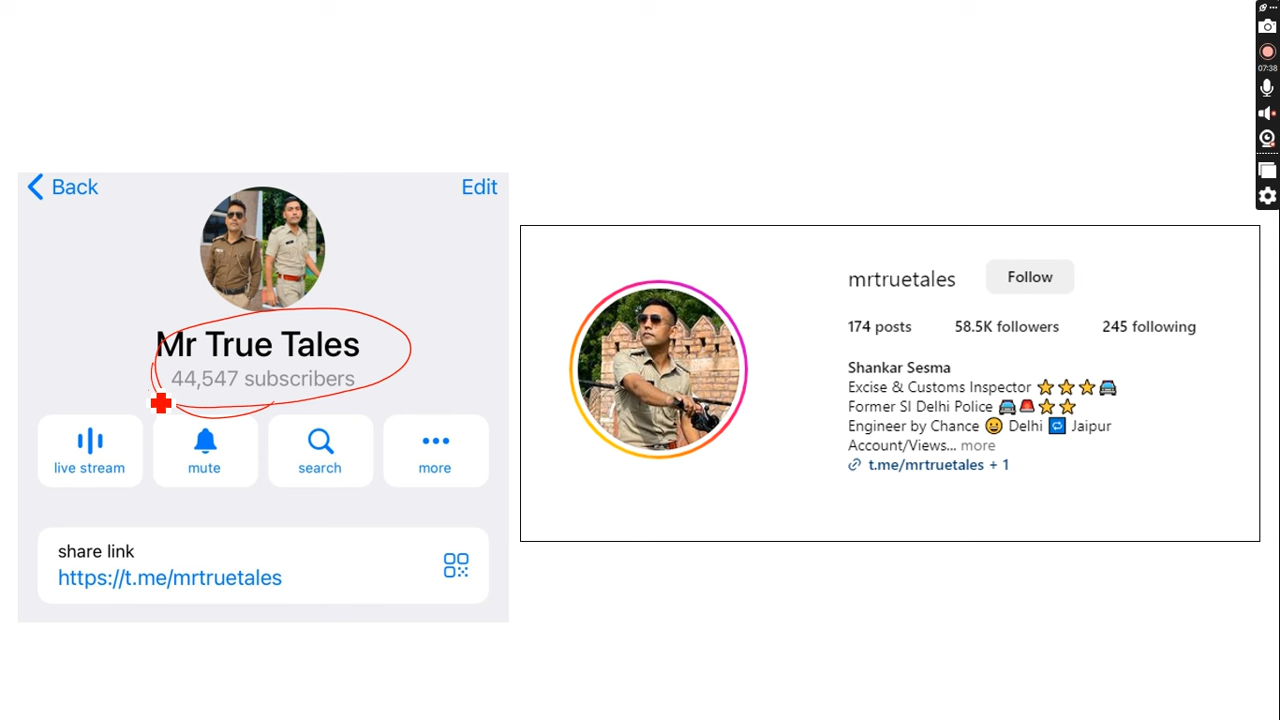 07:38
Back
Edit
Mr True Tales
44,547 subscribers
live stream
mute
search
more
share link
https://t.me/mrtruetales
mrtruetales
Follow
174 posts
58.5K followers
245 following
Shankar Sesma
Excise & Customs Inspector ⭐⭐⭐🚘
Former SI Delhi Police 🚘🚨⭐⭐
Engineer by Chance 😃 Delhi 🔁 Jaipur
Account/Views... more
t.me/mrtruetales + 1